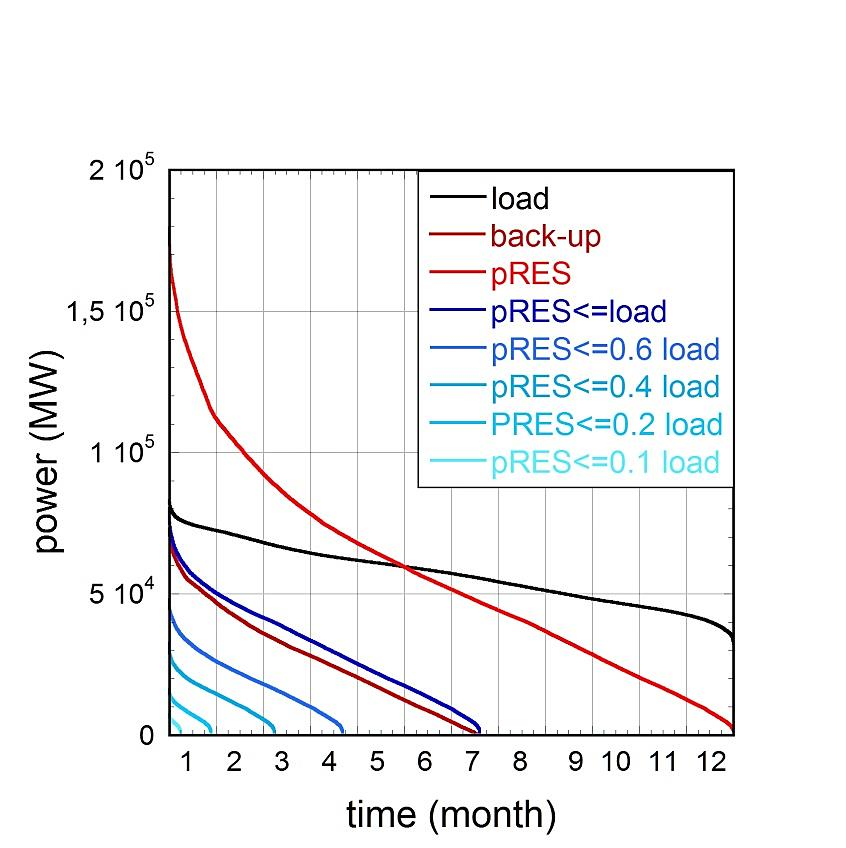 2 10⁵
1,5 10⁵
1 10⁵
5 10⁴
0
power (MW)
load
back-up
pRES
pRES<=load
pRES<=0.6 load
pRES<=0.4 load
PRES<=0.2 load
pRES<=0.1 load
1 2 3 4 5 6 7 8 9 10 11 12
time (month)